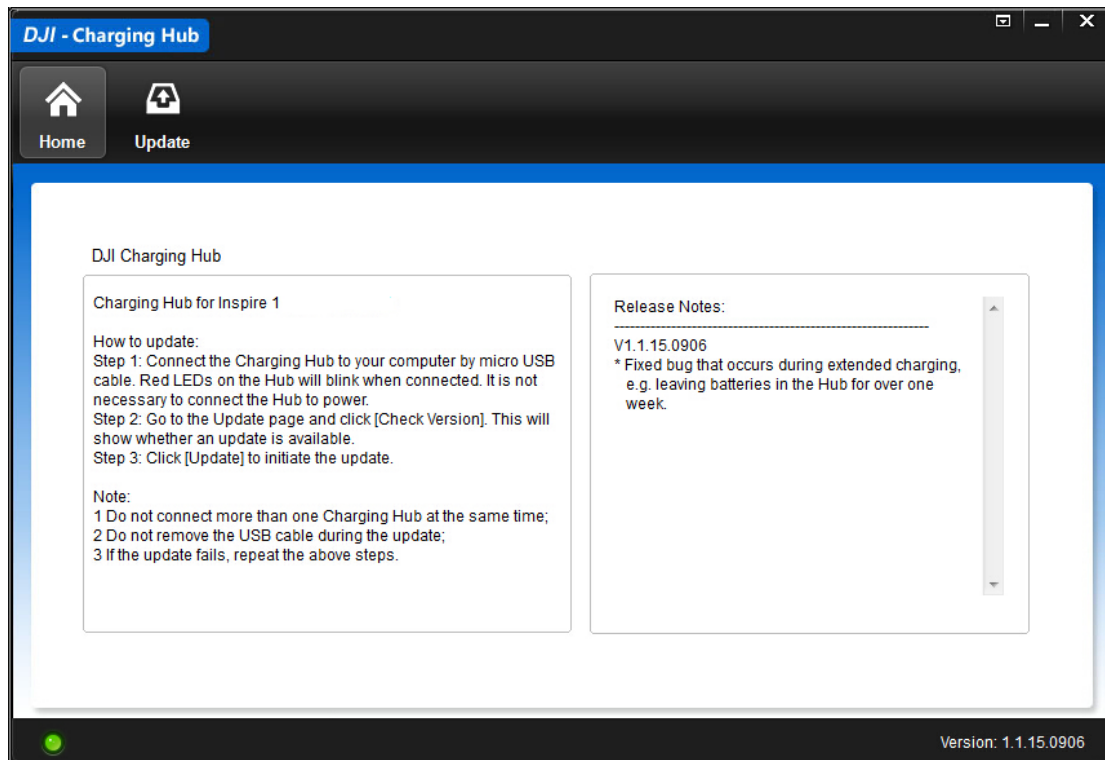 DJI - Charging Hub
Home
Update
DJI Charging Hub
Charging Hub for Inspire 1
How to update:
Step 1: Connect the Charging Hub to your computer by micro USB
cable. Red LEDs on the Hub will blink when connected. It is not
necessary to connect the Hub to power.
Step 2: Go to the Update page and click [Check Version]. This will
show whether an update is available.
Step 3: Click [Update] to initiate the update.
Note:
1 Do not connect more than one Charging Hub at the same time;
2 Do not remove the USB cable during the update;
3 If the update fails, repeat the above steps.
Release Notes:
------------------------------------------------------------
V1.1.15.0906
* Fixed bug that occurs during extended charging,
e.g. leaving batteries in the Hub for over one
week.
Version: 1.1.15.0906